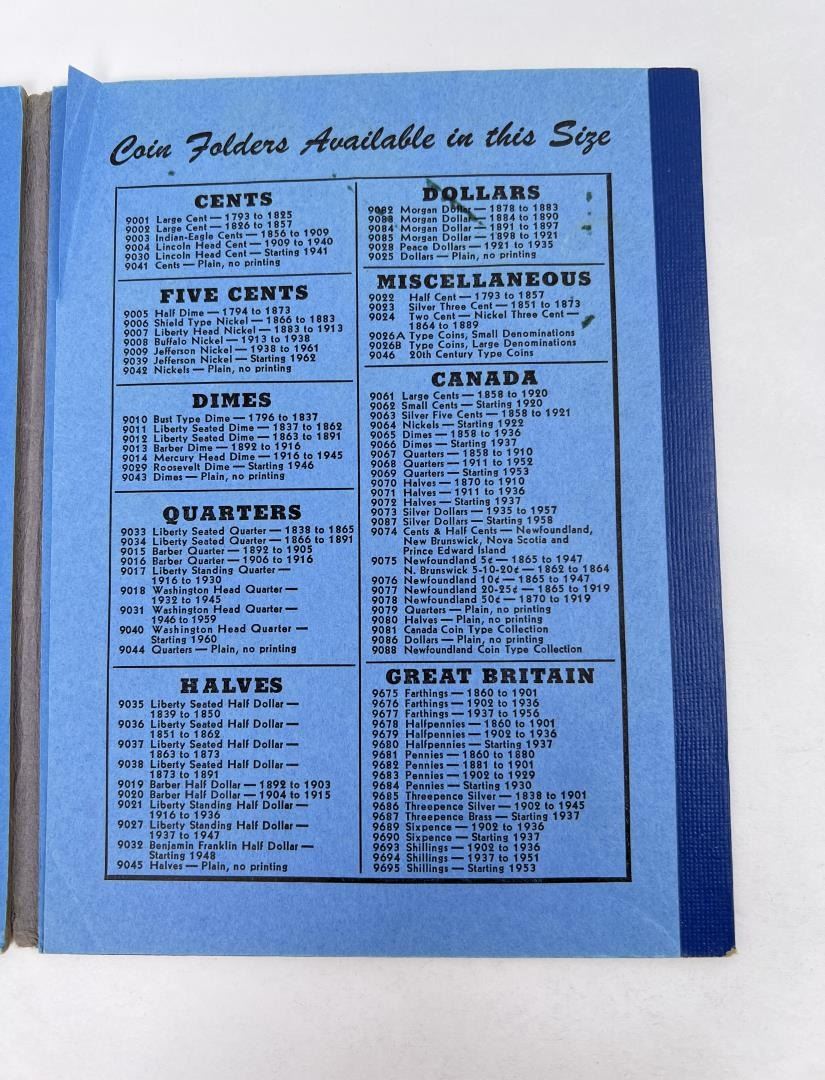 Coin Folders Available in this Size
CENTS
9001 Large Cent — 1793 to 1825
9002 Large Cent — 1826 to 1857
9003 Indian-Eagle Cents — 1856 to 1909
9004 Lincoln Head Cent — 1909 to 1940
9030 Lincoln Head Cent — Starting 1941
9041 Cents — Plain, no printing
FIVE CENTS
9005 Half Dime — 1794 to 1873
9006 Shield Type Nickel — 1866 to 1883
9007 Liberty Head Nickel — 1883 to 1913
9008 Buffalo Nickel — 1913 to 1938
9009 Jefferson Nickel — 1938 to 1961
9039 Jefferson Nickel — Starting 1962
9042 Nickels — Plain, no printing
DIMES
9010 Bust Type Dime — 1796 to 1837
9011 Liberty Seated Dime — 1837 to 1862
9012 Liberty Seated Dime — 1863 to 1891
9013 Barber Dime — 1892 to 1916
9014 Mercury Head Dime — 1916 to 1945
9029 Roosevelt Dime — Starting 1946
9043 Dimes — Plain, no printing
QUARTERS
9033 Liberty Seated Quarter — 1838 to 1865
9034 Liberty Seated Quarter — 1866 to 1891
9015 Barber Quarter — 1892 to 1905
9016 Barber Quarter — 1906 to 1916
9017 Liberty Standing Quarter —
1916 to 1930
9018 Washington Head Quarter —
1932 to 1945
9031 Washington Head Quarter —
1946 to 1959
9040 Washington Head Quarter —
Starting 1960
9044 Quarters — Plain, no printing
HALVES
9035 Liberty Seated Half Dollar —
1839 to 1850
9036 Liberty Seated Half Dollar —
1851 to 1862
9037 Liberty Seated Half Dollar —
1863 to 1873
9038 Liberty Seated Half Dollar —
1873 to 1891
9019 Barber Half Dollar — 1892 to 1903
9020 Barber Half Dollar — 1904 to 1915
9021 Liberty Standing Half Dollar —
1916 to 1936
9027 Liberty Standing Half Dollar —
1937 to 1947
9032 Benjamin Franklin Half Dollar —
Starting 1948
9045 Halves — Plain, no printing
DOLLARS
9082 Morgan Dollar — 1878 to 1883
9083 Morgan Dollar — 1884 to 1890
9084 Morgan Dollar — 1891 to 1897
9085 Morgan Dollar — 1898 to 1921
9028 Peace Dollars — 1921 to 1935
9025 Dollars — Plain, no printing
MISCELLANEOUS
9022 Half Cent — 1793 to 1857
9023 Silver Three Cent — 1851 to 1873
9024 Two Cent — Nickel Three Cent —
1864 to 1889
9026A Type Coins, Small Denominations
9026B Type Coins, Large Denominations
9046 20th Century Type Coins
CANADA
9061 Large Cents — 1858 to 1920
9062 Small Cents — Starting 1920
9063 Silver Five Cents — 1858 to 1921
9064 Nickels — Starting 1922
9065 Dimes — 1858 to 1936
9066 Dimes — Starting 1937
9067 Quarters — 1858 to 1910
9068 Quarters — 1911 to 1952
9069 Quarters — Starting 1953
9070 Halves — 1870 to 1910
9071 Halves — 1911 to 1936
9072 Halves — Starting 1937
9073 Silver Dollars — 1935 to 1957
9087 Silver Dollars — Starting 1958
9074 Cents & Half Cents — Newfoundland,
New Brunswick, Nova Scotia and
Prince Edward Island
9075 Newfoundland 5¢ — 1865 to 1947
N. Brunswick 5-10-20¢ — 1862 to 1864
9076 Newfoundland 10¢ — 1865 to 1947
9077 Newfoundland 20-25¢ — 1865 to 1919
9078 Newfoundland 50¢ — 1870 to 1919
9079 Quarters — Plain, no printing
9080 Halves — Plain, no printing
9081 Canada Coin Type Collection
9086 Dollars — Plain, no printing
9088 Newfoundland Coin Type Collection
GREAT BRITAIN
9675 Farthings — 1860 to 1901
9676 Farthings — 1902 to 1936
9677 Farthings — 1937 to 1956
9678 Halfpennies — 1860 to 1901
9679 Halfpennies — 1902 to 1936
9680 Halfpennies — Starting 1937
9681 Pennies — 1860 to 1880
9682 Pennies — 1881 to 1901
9683 Pennies — 1902 to 1929
9684 Pennies — Starting 1930
9685 Threepence Silver — 1838 to 1901
9686 Threepence Silver — 1902 to 1945
9687 Threepence Brass — Starting 1937
9689 Sixpence — 1902 to 1936
9690 Sixpence — Starting 1937
9693 Shillings — 1902 to 1936
9694 Shillings — 1937 to 1951
9695 Shillings — Starting 1953